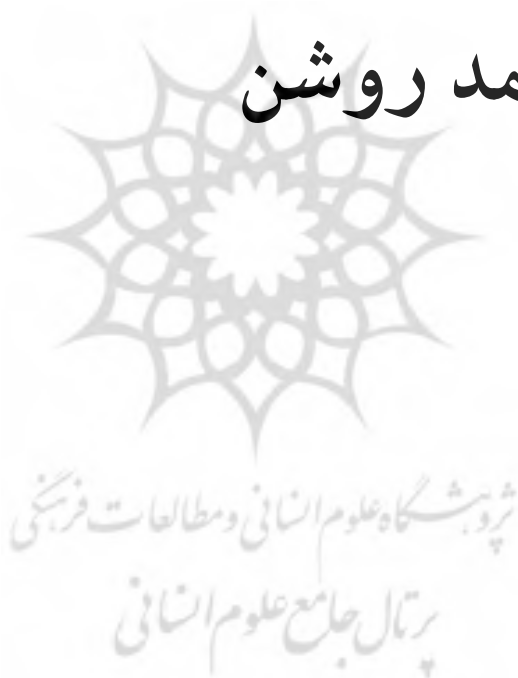 مد روشن
پژوهشگاه علوم انسانی و مطالعات فرهنگی
پرتال جامع علوم انسانی